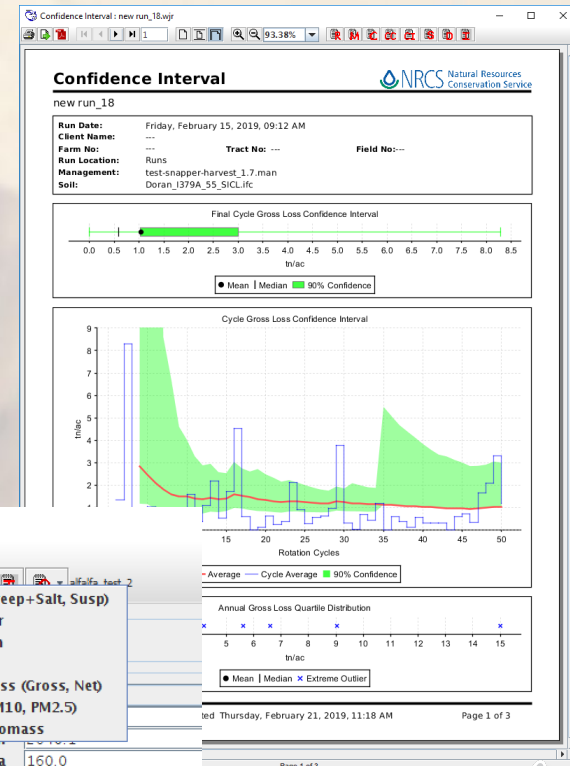 Confidence Interval : new run_18.wjr
1 93.38%
Confidence Interval
NRCS Natural Resources
Conservation Service
new run_18
Run Date: Friday, February 15, 2019, 09:12 AM
Client Name: ---
Farm No: --- Tract No: --- Field No:---
Run Location: Runs
Management: test-snapper-harvest_1.7.man
Soil: Doran_I379A_55_SICL.ifc
Final Cycle Gross Loss Confidence Interval
0.0 0.5 1.0 1.5 2.0 2.5 3.0 3.5 4.0 4.5 5.0 5.5 6.0 6.5 7.0 7.5 8.0 8.5
tn/ac
Mean Median 90% Confidence
Cycle Gross Loss Confidence Interval
9
8
7
6
5
4
3
2
tn/ac
15 20 25 30 35 40 45 50
Rotation Cycles
Average Cycle Average 90% Confidence
Annual Gross Loss Quartile Distribution
5 6 7 8 9 10 11 12 13 14 15
tn/ac
Mean Median Extreme Outlier
ted Thursday, February 21, 2019, 11:18 AM Page 1 of 3
alfalfa_test_2
eep+Salt, Susp)
ss (Gross, Net)
M10, PM2.5)
omass
160.0